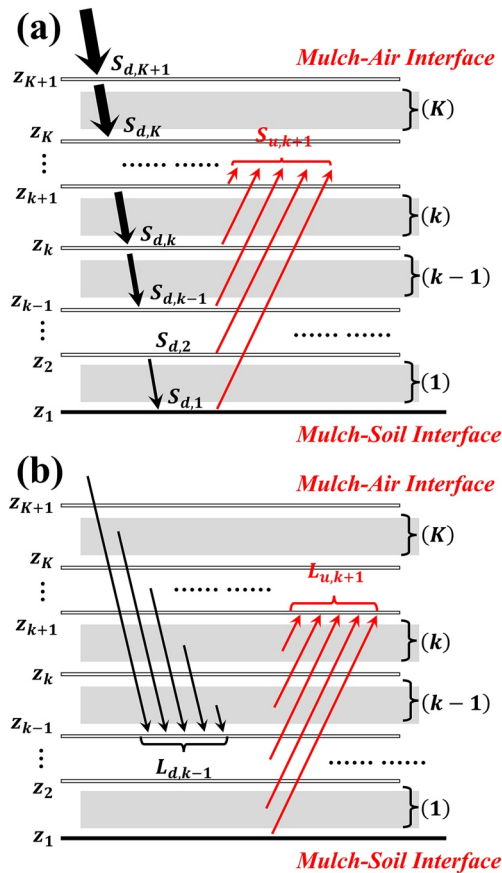 (a)
Mulch-Air Interface
z_{K+1} S_{d,K+1}
(K)
z_K S_{d,K} S_{u,k+1}
⋮ ...... ......
z_{k+1}
(k)
z_k S_{d,k}
(k − 1)
z_{k−1} S_{d,k−1}
⋮ ...... ......
z_2 S_{d,2}
(1)
z_1 S_{d,1}
Mulch-Soil Interface
(b)
Mulch-Air Interface
z_{K+1}
(K)
z_K
⋮ ...... ...... L_{u,k+1}
z_{k+1}
(k)
z_k
(k − 1)
z_{k−1}
⋮ L_{d,k−1} ...... ......
z_2
(1)
z_1
Mulch-Soil Interface